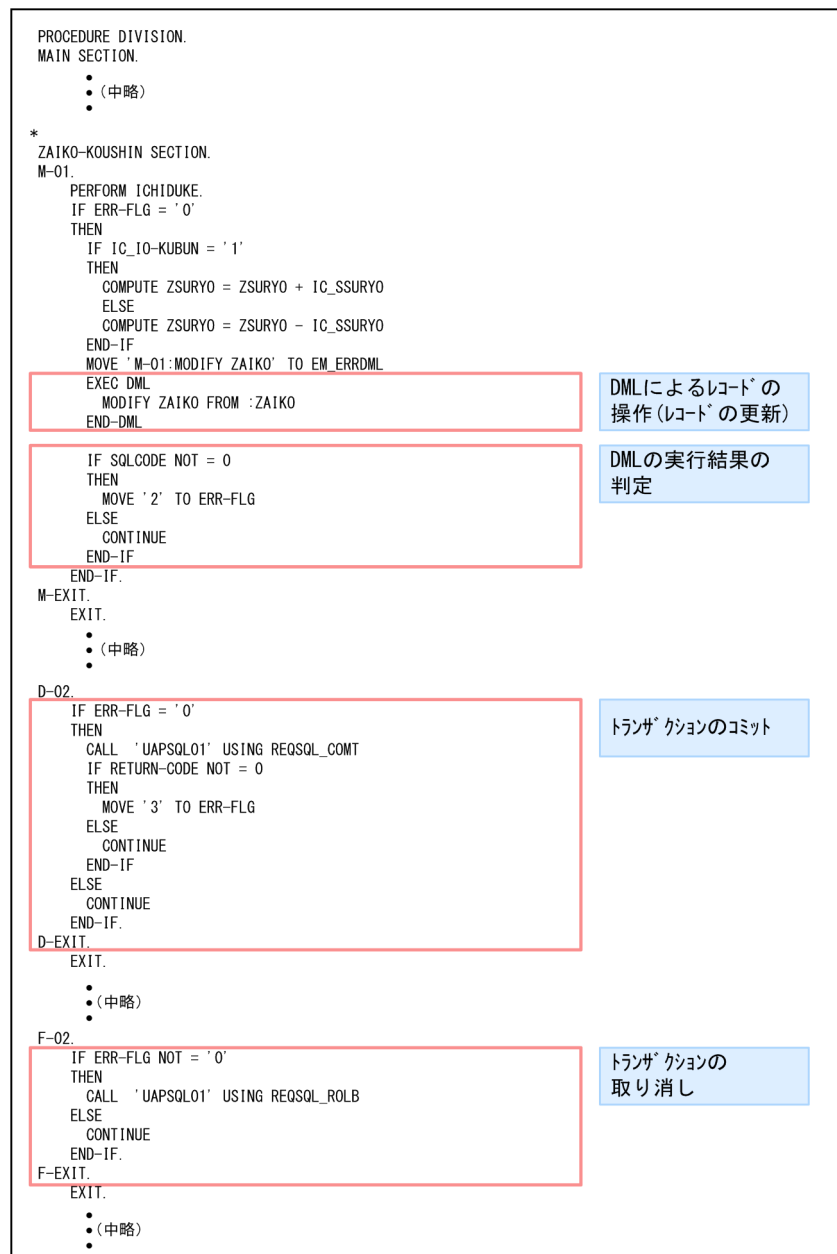 PROCEDURE DIVISION.
MAIN SECTION.
•
• (中略)
•
*
ZAIKO-KOUSHIN SECTION.
M-01.
PERFORM ICHIDUKE.
IF ERR-FLG = '0'
THEN
IF IC_IO-KUBUN = '1'
THEN
COMPUTE ZSURYO = ZSURYO + IC_SSURYO
ELSE
COMPUTE ZSURYO = ZSURYO - IC_SSURYO
END-IF
MOVE 'M-01:MODIFY ZAIKO' TO EM_ERRDML
EXEC DML
MODIFY ZAIKO FROM :ZAIKO
END-DML
DMLによるﾚｺｰﾄﾞの
操作(ﾚｺｰﾄﾞの更新)
IF SQLCODE NOT = 0
THEN
MOVE '2' TO ERR-FLG
ELSE
CONTINUE
END-IF
DMLの実行結果の
判定
END-IF.
M-EXIT.
EXIT.
•
• (中略)
•
D-02.
IF ERR-FLG = '0'
THEN
CALL 'UAPSQL01' USING REQSQL_COMT
IF RETURN-CODE NOT = 0
THEN
MOVE '3' TO ERR-FLG
ELSE
CONTINUE
END-IF
ELSE
CONTINUE
END-IF.
D-EXIT.
ﾄﾗﾝｻﾞｸｼｮﾝのｺﾐｯﾄ
EXIT.
•
•(中略)
•
F-02.
IF ERR-FLG NOT = '0'
THEN
CALL 'UAPSQL01' USING REQSQL_ROLB
ELSE
CONTINUE
END-IF.
F-EXIT.
ﾄﾗﾝｻﾞｸｼｮﾝの
取り消し
EXIT.
•
•(中略)
•